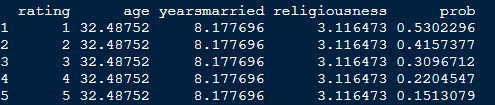 rating age yearsmarried religiousness prob
1 1 32.48752 8.177696 3.116473 0.5302296
2 2 32.48752 8.177696 3.116473 0.4157377
3 3 32.48752 8.177696 3.116473 0.3096712
4 4 32.48752 8.177696 3.116473 0.2204547
5 5 32.48752 8.177696 3.116473 0.1513079